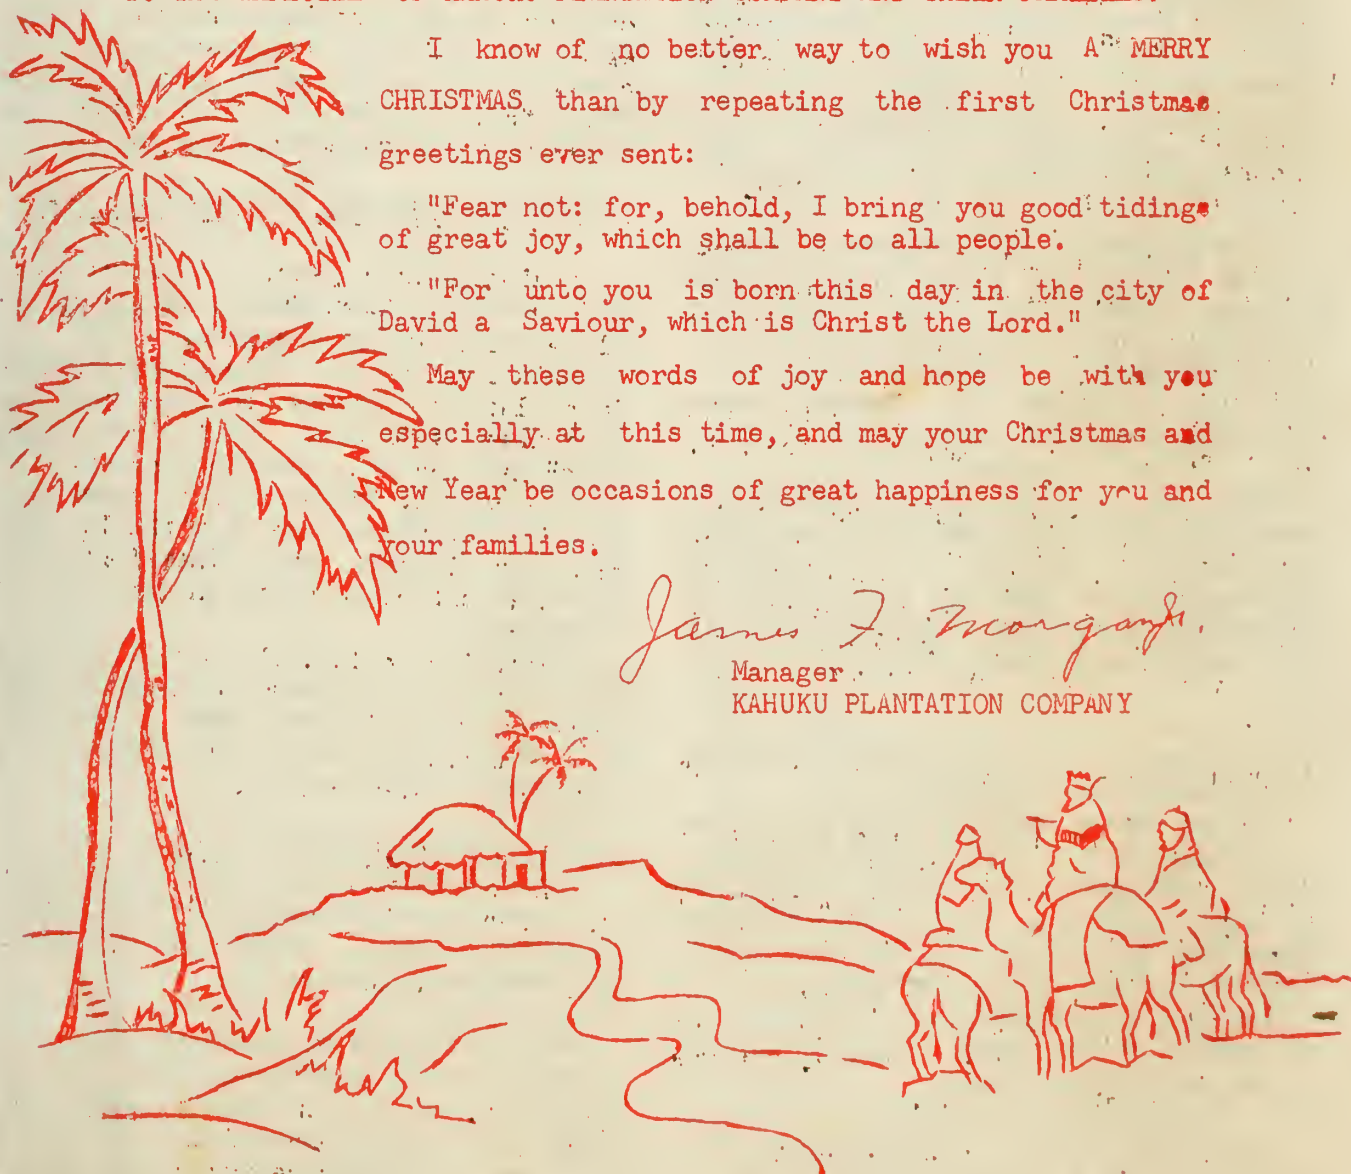 I know of no better way to wish you A MERRY
CHRISTMAS than by repeating the first Christmas
greetings ever sent:
"Fear not: for, behold, I bring you good tidings
of great joy, which shall be to all people.
"For unto you is born this day in the city of
David a Saviour, which is Christ the Lord."
May these words of joy and hope be with you
especially at this time, and may your Christmas and
New Year be occasions of great happiness for you and
your families.
James F. Morgan Jr.
Manager
KAHUKU PLANTATION COMPANY